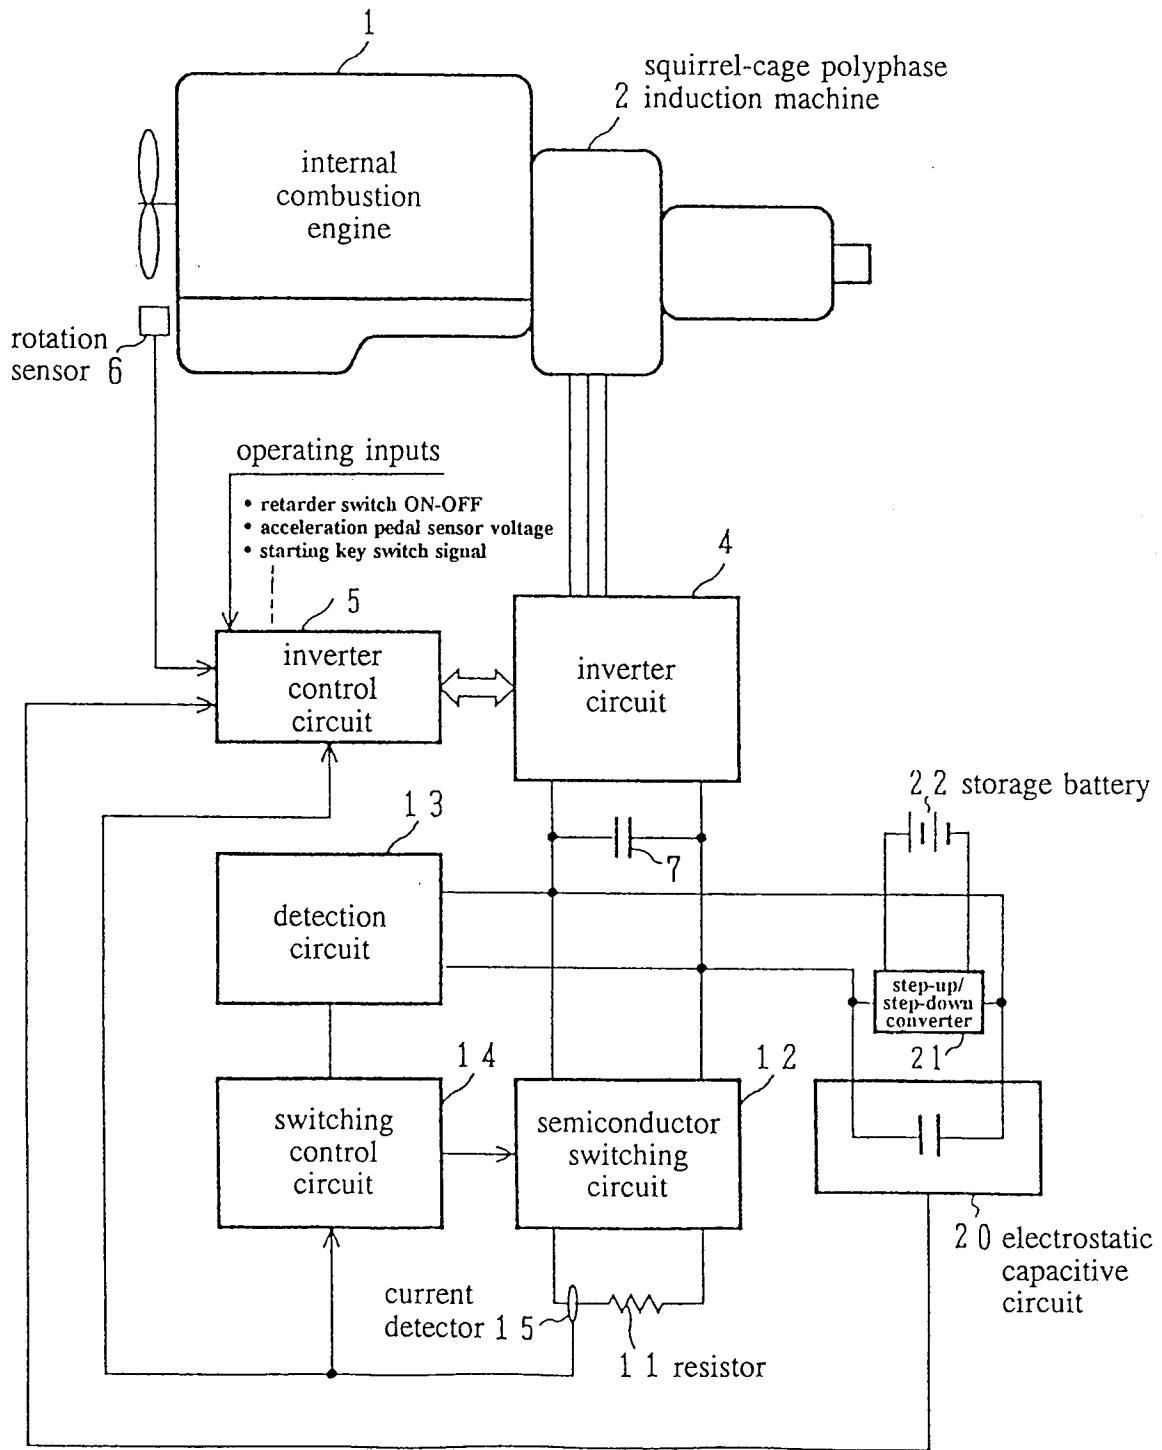 1
squirrel-cage polyphase
2 induction machine
internal
combustion
engine
rotation
sensor 6
operating inputs
• retarder switch ON-OFF
• acceleration pedal sensor voltage
• starting key switch signal
4
5
inverter
control
circuit
inverter
circuit
22 storage battery
13
7
detection
circuit
step-up/
step-down
converter
21
14
12
switching
control
circuit
semiconductor
switching
circuit
20 electrostatic
capacitive
circuit
current
detector 15
11 resistor